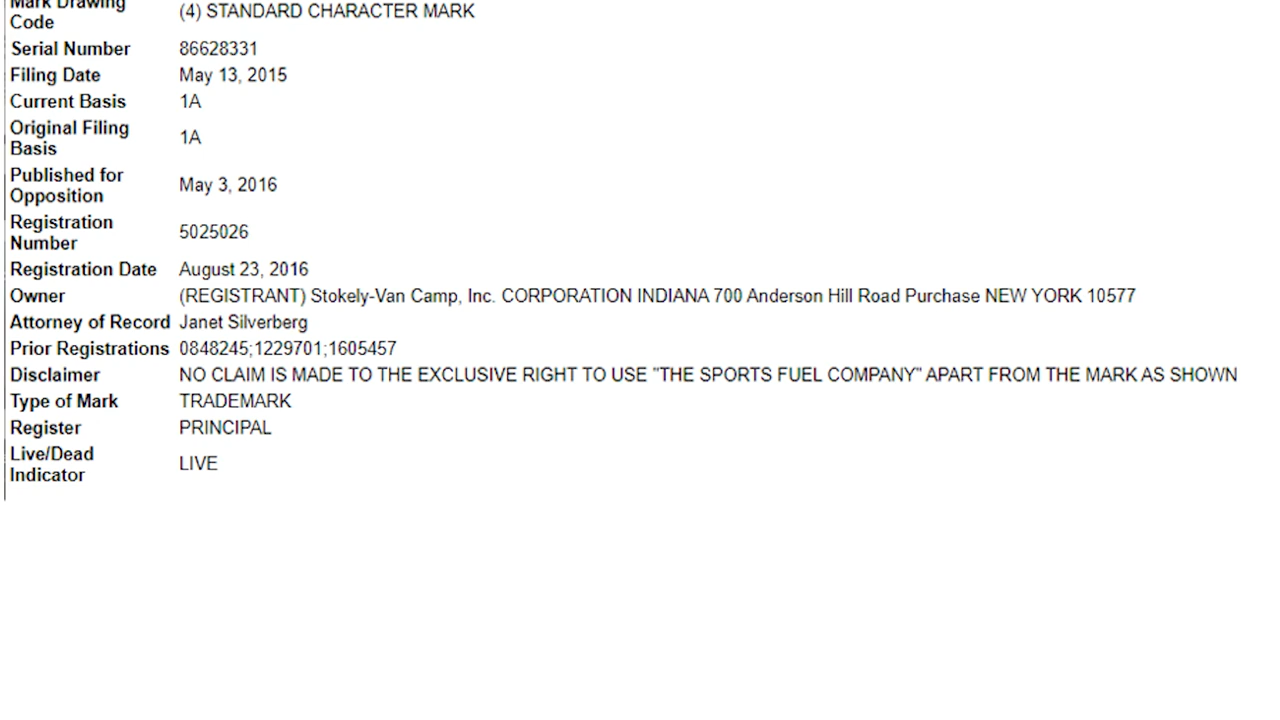 Mark Drawing
Code
(4) STANDARD CHARACTER MARK
Serial Number 86628331
Filing Date May 13, 2015
Current Basis 1A
Original Filing
Basis
1A
Published for
Opposition
May 3, 2016
Registration
Number
5025026
Registration Date August 23, 2016
Owner (REGISTRANT) Stokely-Van Camp, Inc. CORPORATION INDIANA 700 Anderson Hill Road Purchase NEW YORK 10577
Attorney of Record Janet Silverberg
Prior Registrations 0848245;1229701;1605457
Disclaimer NO CLAIM IS MADE TO THE EXCLUSIVE RIGHT TO USE "THE SPORTS FUEL COMPANY" APART FROM THE MARK AS SHOWN
Type of Mark TRADEMARK
Register PRINCIPAL
Live/Dead
Indicator
LIVE